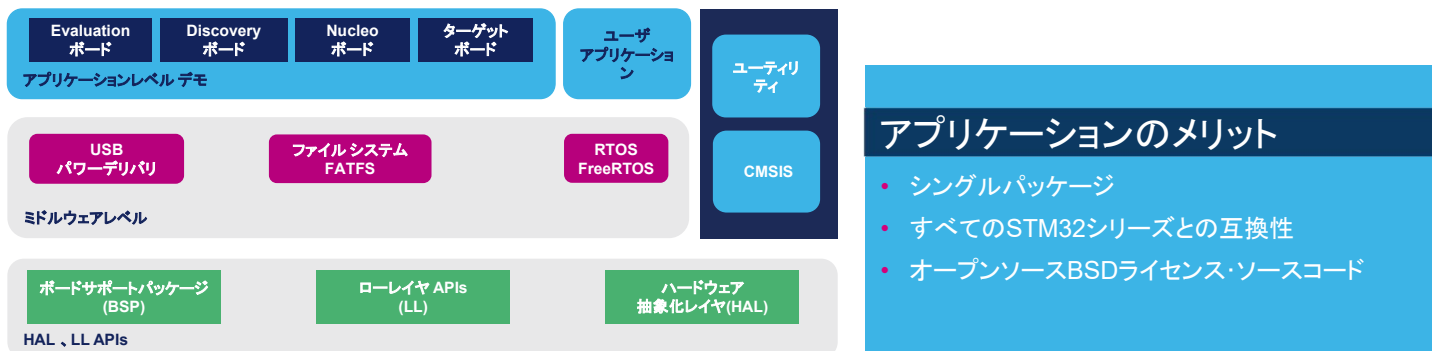 Evaluation
ボード
Discovery
ボード
Nucleo
ボード
ターゲット
ボード
アプリケーションレベル デモ
ユーザ
アプリケーショ
ン
ユーティリ
ティ
CMSIS
USB
パワーデリバリ
ファイル システム
FATFS
RTOS
FreeRTOS
ミドルウェアレベル
ボードサポートパッケージ
(BSP)
ローレイヤ APIs
(LL)
ハードウェア
抽象化レイヤ(HAL)
HAL 、LL APIs
アプリケーションのメリット
• シングルパッケージ
• すべてのSTM32シリーズとの互換性
• オープンソースBSDライセンス・ソースコード